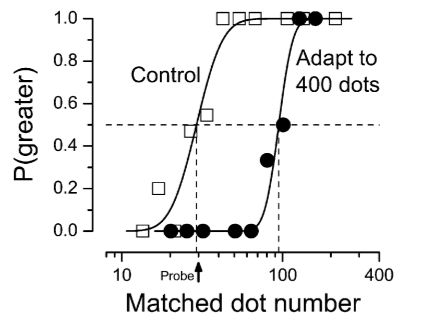 1.0
0.8
0.6
0.4
0.2
0.0
P(greater)
Control
Adapt to
400 dots
10
Probe
100
400
Matched dot number